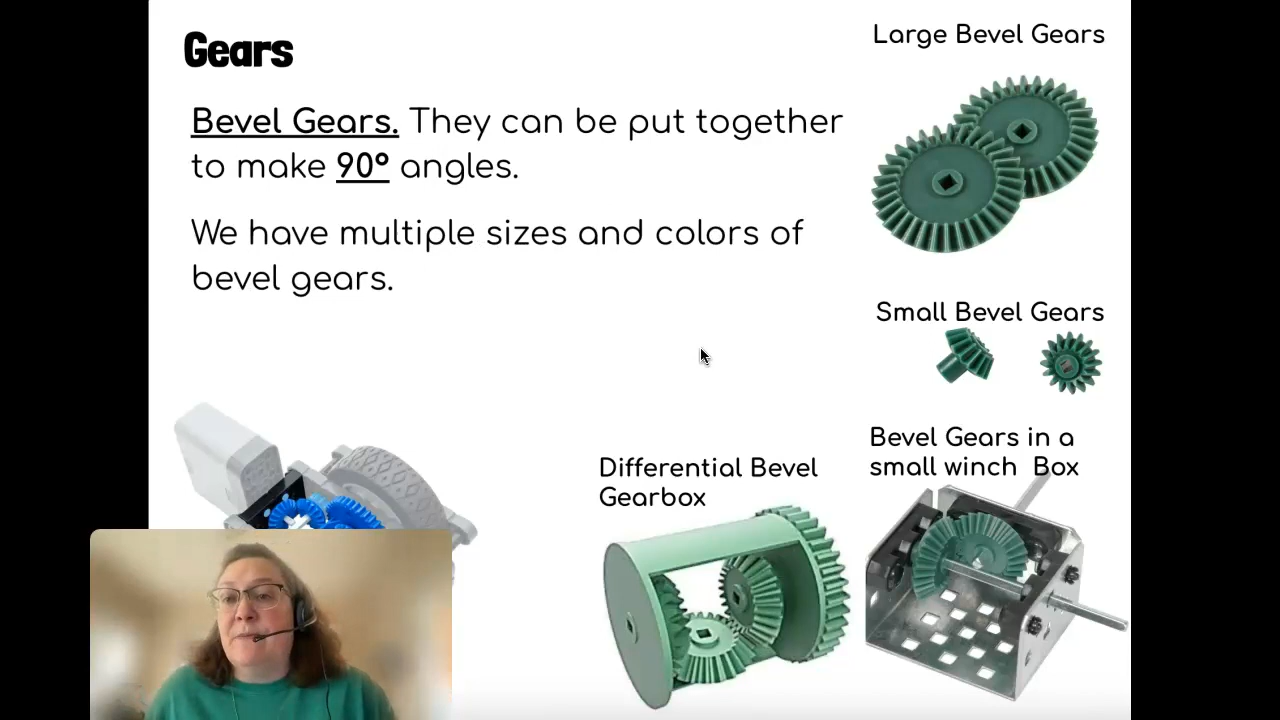 Gears
Bevel Gears. They can be put together
to make 90° angles.
We have multiple sizes and colors of
bevel gears.
Large Bevel Gears
Small Bevel Gears
Differential Bevel
Gearbox
Bevel Gears in a
small winch Box